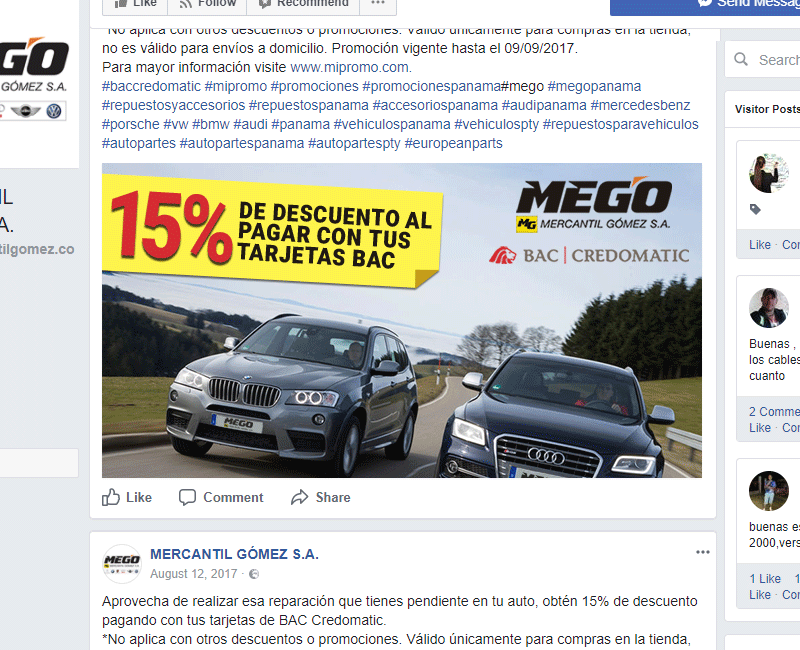 Like
Follow
Recommend
...
Send Messag
*No aplica con otros descuentos o promociones. Válido únicamente para compras en la tienda,
no es válido para envíos a domicilio. Promoción vigente hasta el 09/09/2017.
Para mayor información visite www.mipromo.com.
#baccredomatic #mipromo #promociones #promocionespanama#mego #megopanama
#repuestosyaccesorios #repuestospanama #accesoriospanama #audipanama #mercedesbenz
#porsche #vw #bmw #audi #panama #vehiculospanama #vehiculospty #repuestosparavehiculos
#autopartes #autopartespanama #autopartespty #europeanparts
GO
GÓMEZ S.A.
L
A.
tilgomez.co
15%
DE DESCUENTO AL
PAGAR CON TUS
TARJETAS BAC
MEGO
MG MERCANTIL GÓMEZ S.A.
BAC | CREDOMATIC
MEGO
MEGO
Like
Comment
Share
MEGO
MERCANTIL GÓMEZ S.A.
August 12, 2017 ·
Aprovecha de realizar esa reparación que tienes pendiente en tu auto, obtén 15% de descuento
pagando con tus tarjetas de BAC Credomatic.
*No aplica con otros descuentos o promociones. Válido únicamente para compras en la tienda,
Search
Visitor Posts
Like · Con
Buenas ,
los cables
cuanto
2 Comme
Like · Con
buenas es
2000,vers
1 Like 1
Like · Con